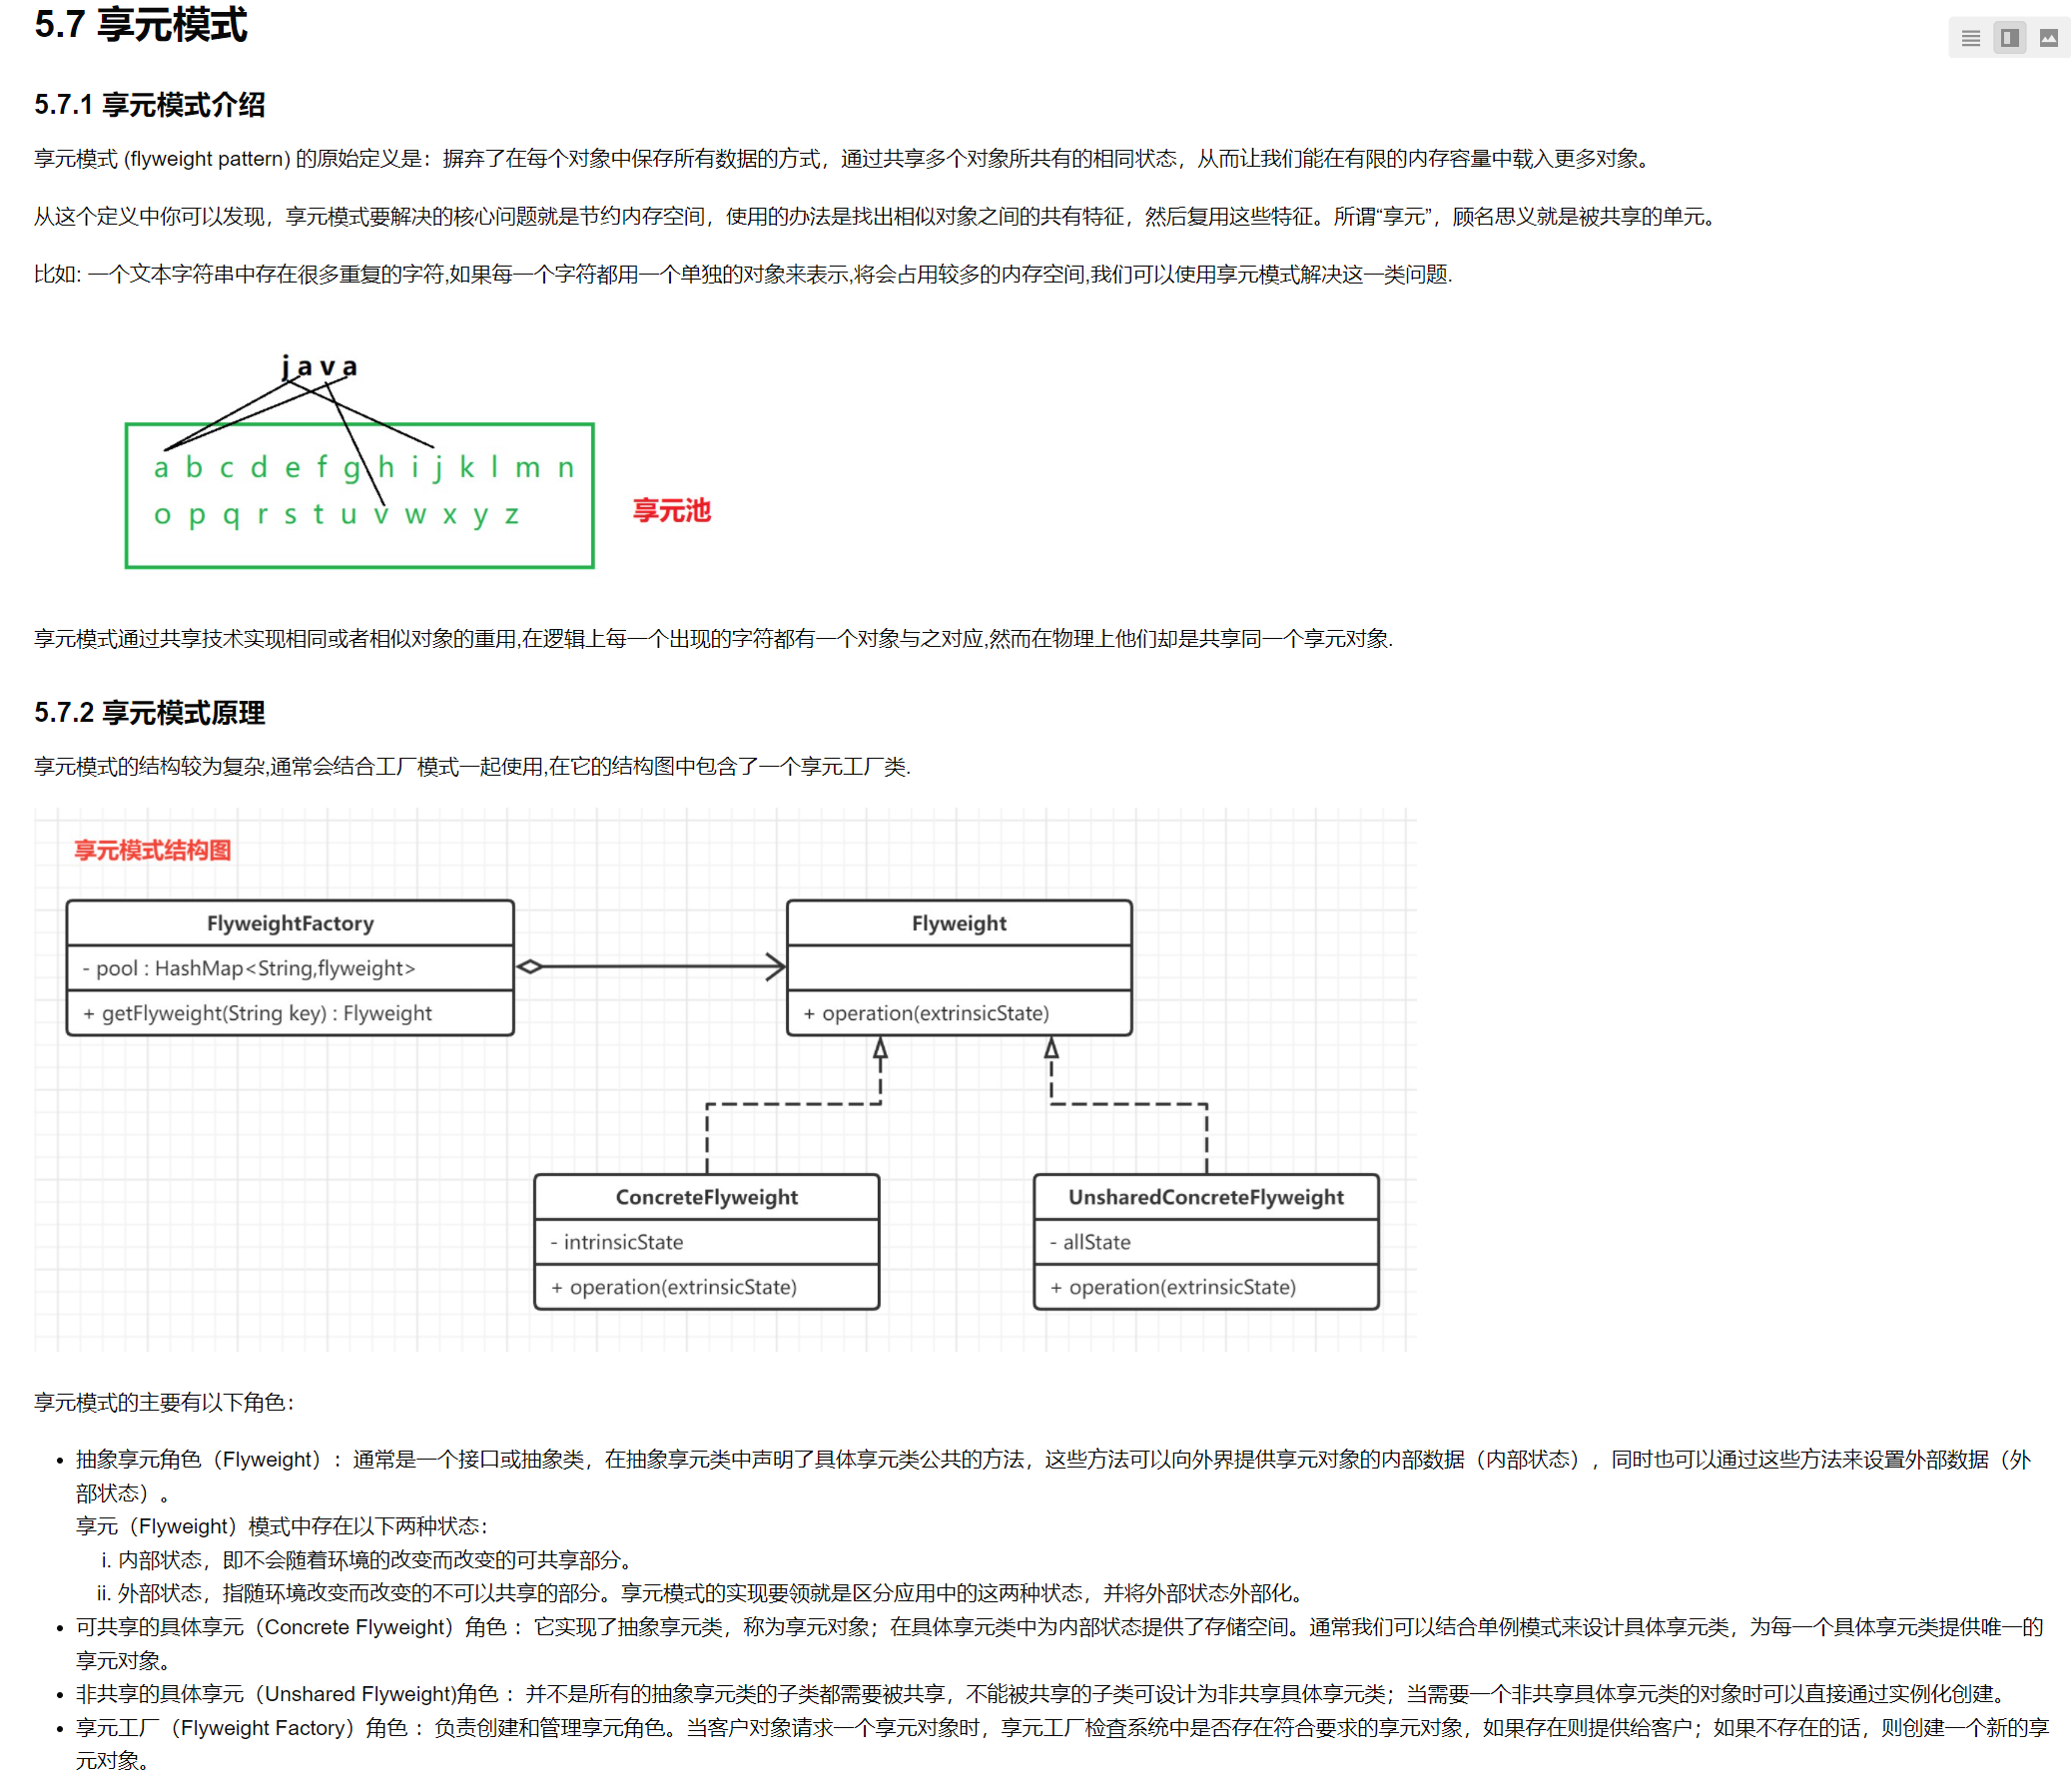 5.7 享元模式
5.7.1 享元模式介绍
享元模式 (flyweight pattern) 的原始定义是：摒弃了在每个对象中保存所有数据的方式，通过共享多个对象所共有的相同状态，从而让我们能在有限的内存容量中载入更多对象。
从这个定义中你可以发现，享元模式要解决的核心问题就是节约内存空间，使用的办法是找出相似对象之间的共有特征，然后复用这些特征。所谓“享元”，顾名思义就是被共享的单元。
比如: 一个文本字符串中存在很多重复的字符,如果每一个字符都用一个单独的对象来表示,将会占用较多的内存空间,我们可以使用享元模式解决这一类问题.
j a v a
a b c d e f g h i j k l m n
o p q r s t u v w x y z
享元池
享元模式通过共享技术实现相同或者相似对象的重用,在逻辑上每一个出现的字符都有一个对象与之对应,然而在物理上他们却是共享同一个享元对象.
5.7.2 享元模式原理
享元模式的结构较为复杂,通常会结合工厂模式一起使用,在它的结构图中包含了一个享元工厂类.
享元模式结构图
FlyweightFactory
- pool : HashMap<String,flyweight>
+ getFlyweight(String key) : Flyweight
Flyweight
+ operation(extrinsicState)
ConcreteFlyweight
- intrinsicState
+ operation(extrinsicState)
UnsharedConcreteFlyweight
- allState
+ operation(extrinsicState)
享元模式的主要有以下角色：
• 抽象享元角色（Flyweight）：通常是一个接口或抽象类，在抽象享元类中声明了具体享元类公共的方法，这些方法可以向外界提供享元对象的内部数据（内部状态），同时也可以通过这些方法来设置外部数据（外
部状态）。
享元（Flyweight）模式中存在以下两种状态：
i. 内部状态，即不会随着环境的改变而改变的可共享部分。
ii. 外部状态，指随环境改变而改变的不可以共享的部分。享元模式的实现要领就是区分应用中的这两种状态，并将外部状态外部化。
• 可共享的具体享元（Concrete Flyweight）角色 ：它实现了抽象享元类，称为享元对象；在具体享元类中为内部状态提供了存储空间。通常我们可以结合单例模式来设计具体享元类，为每一个具体享元类提供唯一的
享元对象。
• 非共享的具体享元（Unshared Flyweight)角色 ：并不是所有的抽象享元类的子类都需要被共享，不能被共享的子类可设计为非共享具体享元类；当需要一个非共享具体享元类的对象时可以直接通过实例化创建。
• 享元工厂（Flyweight Factory）角色 ：负责创建和管理享元角色。当客户对象请求一个享元对象时，享元工厂检查系统中是否存在符合要求的享元对象，如果存在则提供给客户；如果不存在的话，则创建一个新的享
元对象。